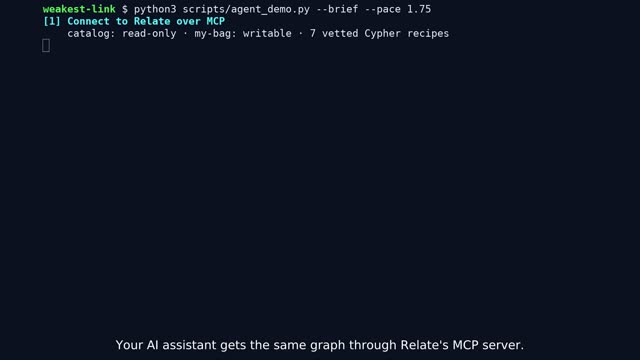 weakest-link $ python3 scripts/agent_demo.py --brief --pace 1.75
[1] Connect to Relate over MCP
catalog: read-only · my-bag: writable · 7 vetted Cypher recipes
Your AI assistant gets the same graph through Relate's MCP server.